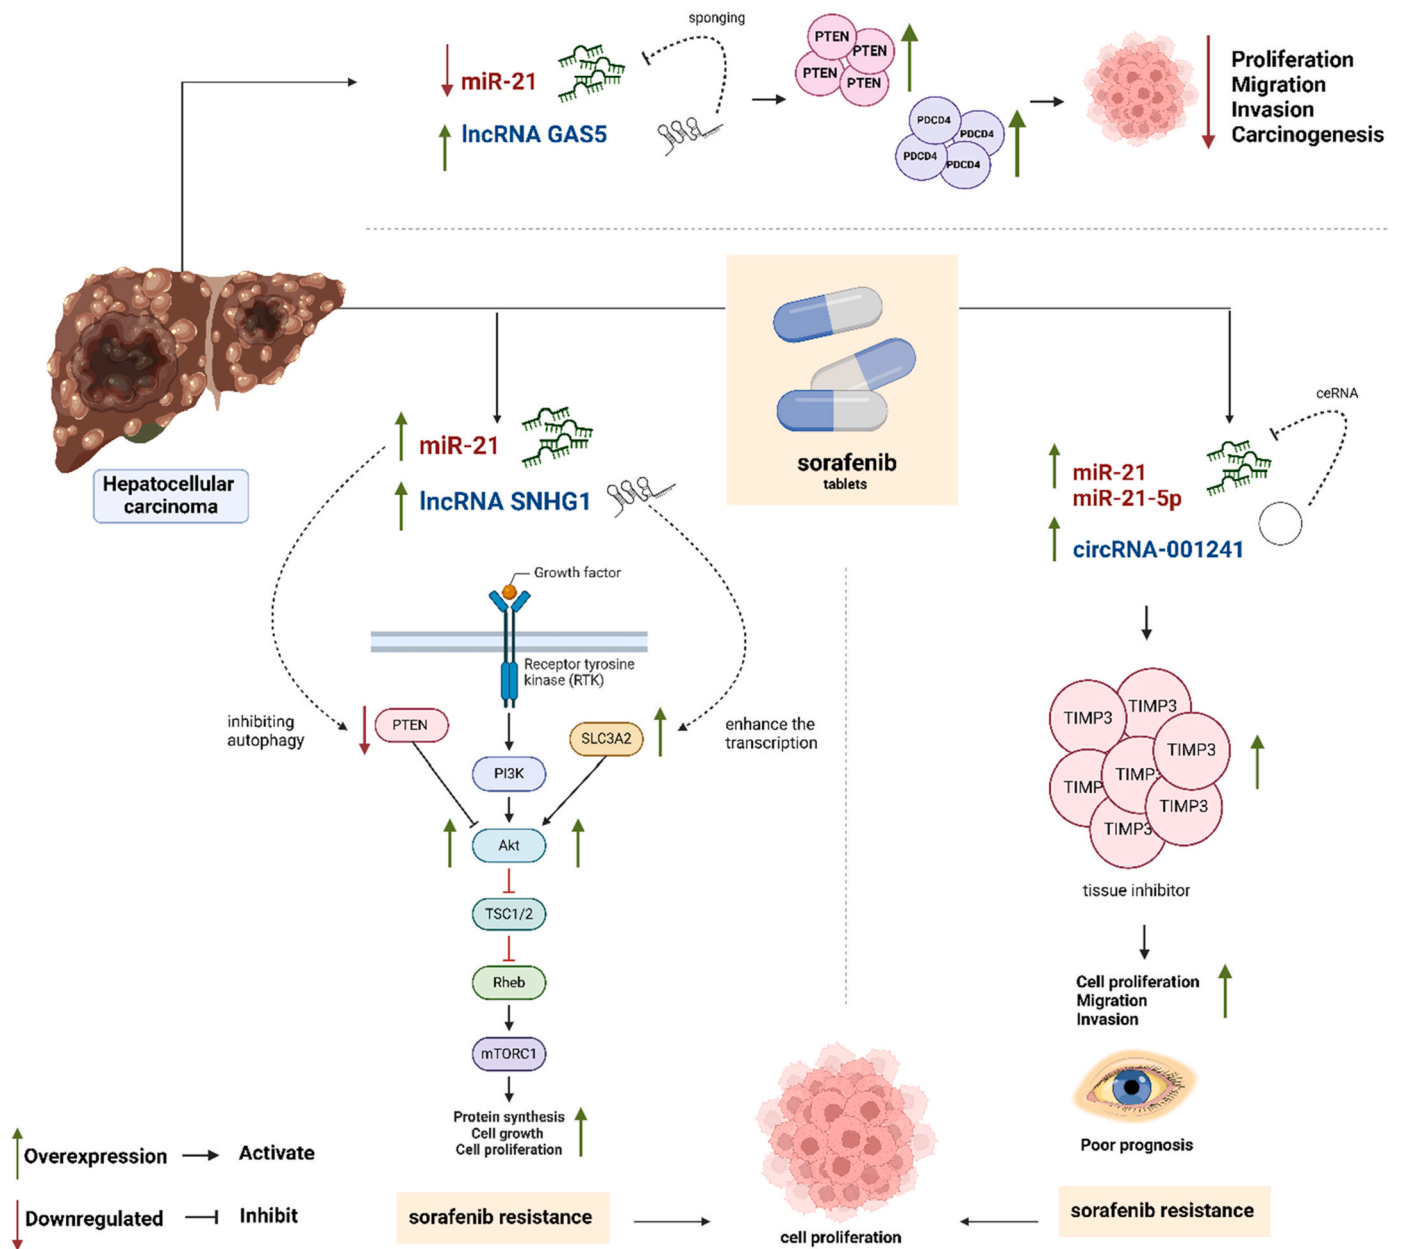 sponging
miR-21
lncRNA GAS5
PTEN
PTEN
PTEN
PTEN
PDCD4
PDCD4
PDCD4
PDCD4
Proliferation
Migration
Invasion
Carcinogenesis
Hepatocellular
carcinoma
sorafenib
tablets
miR-21
lncRNA SNHG1
ceRNA
miR-21
miR-21-5p
circRNA-001241
Growth factor
Receptor tyrosine
kinase (RTK)
inhibiting
autophagy
PTEN
SLC3A2
enhance the
transcription
PI3K
Akt
TSC1/2
Rheb
mTORC1
Protein synthesis
Cell growth
Cell proliferation
TIMP3
TIMP3
TIMP3
TIMP3
TIMP
TIMP3
TIMP3
tissue inhibitor
Cell proliferation
Migration
Invasion
Poor prognosis
Overexpression
Activate
Downregulated
Inhibit
sorafenib resistance
cell proliferation
sorafenib resistance